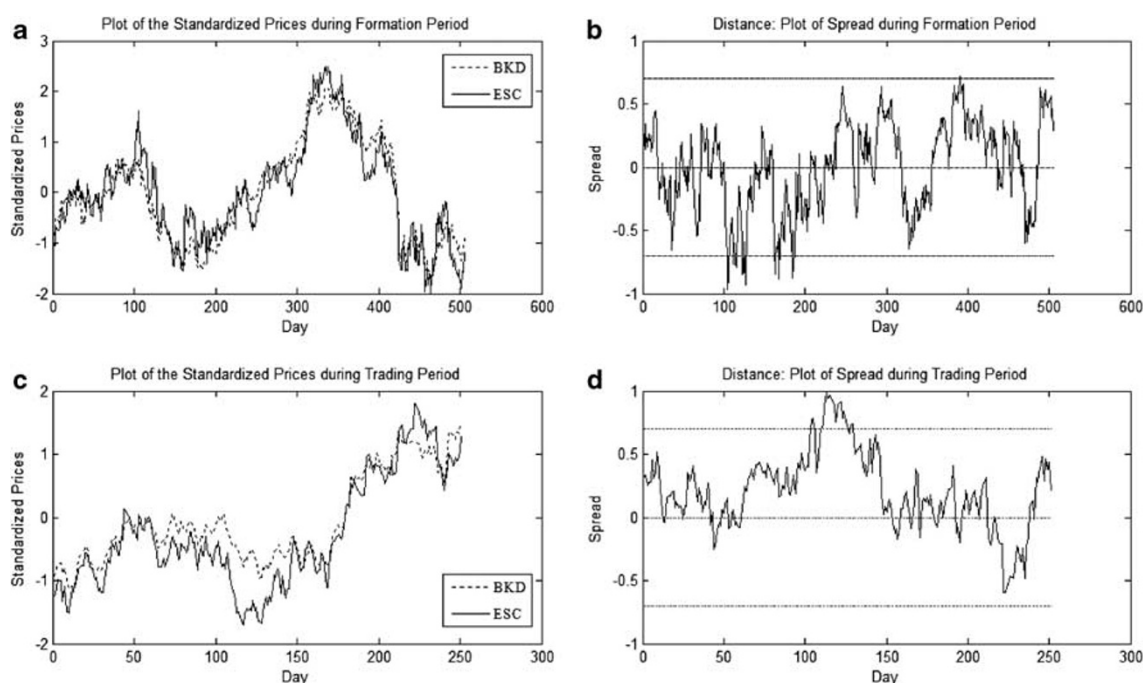 a
Plot of the Standardized Prices during Formation Period
3
2
1
0
-1
-2
Standardized Prices
BKD
ESC
0
100
200
300
400
500
600
Day
b
Distance: Plot of Spread during Formation Period
1
0.5
0
-0.5
-1
Spread
0
100
200
300
400
500
600
Day
c
Plot of the Standardized Prices during Trading Period
2
1
0
-1
-2
Standardized Prices
BKD
ESC
0
50
100
150
200
250
300
Day
d
Distance: Plot of Spread during Trading Period
1
0.5
0
-0.5
-1
Spread
0
50
100
150
200
250
300
Day